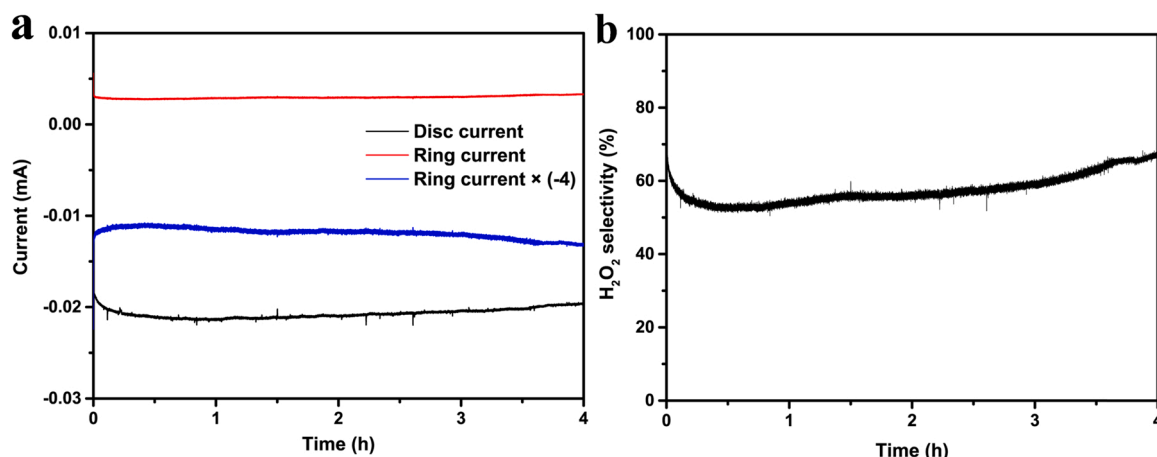 a
0.01
0.00
-0.01
-0.02
-0.03
Current (mA)
Disc current
Ring current
Ring current × (-4)
0
1
2
3
4
Time (h)
b
100
80
60
40
20
0
H₂O₂ selectivity (%)
0
1
2
3
4
Time (h)